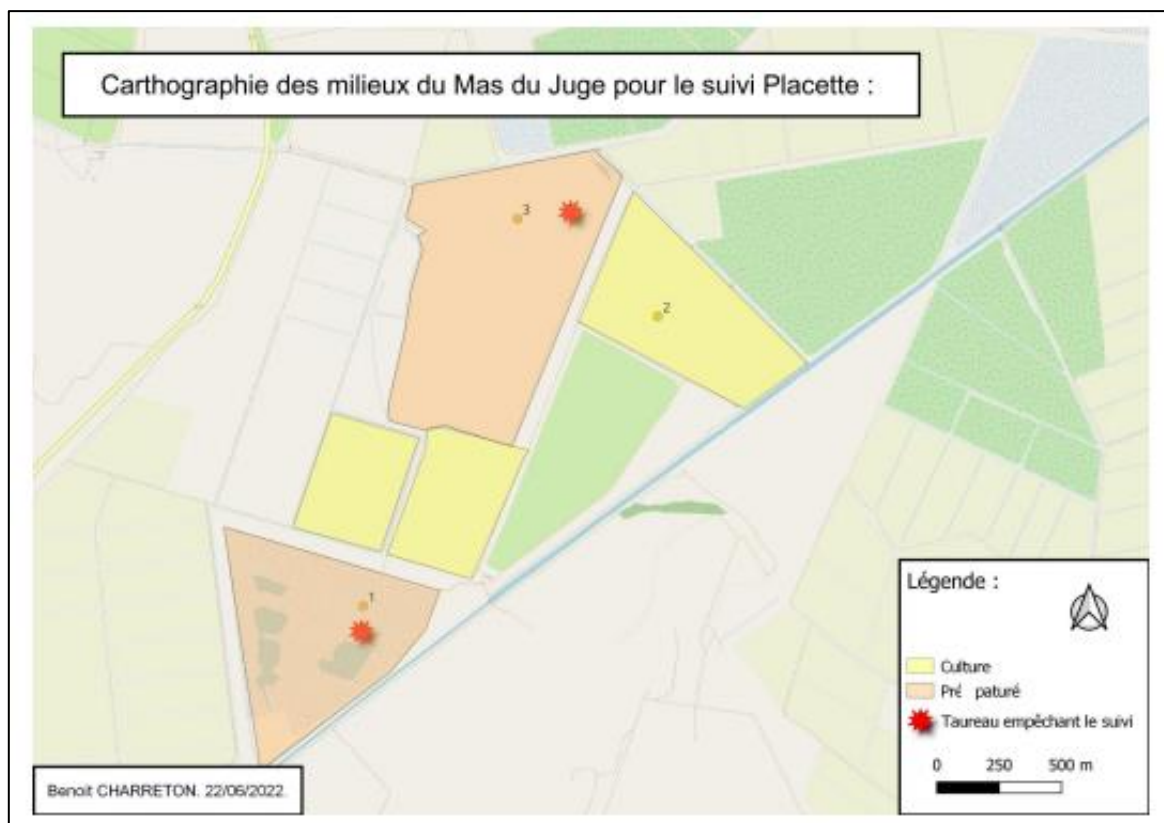 Carthographie des milieux du Mas du Juge pour le suivi Placette :
3
2
1
Légende :
Culture
Pré paturé
Taureau empêchant le suivi
0 250 500 m
Benoit CHARRETON. 22/06/2022.